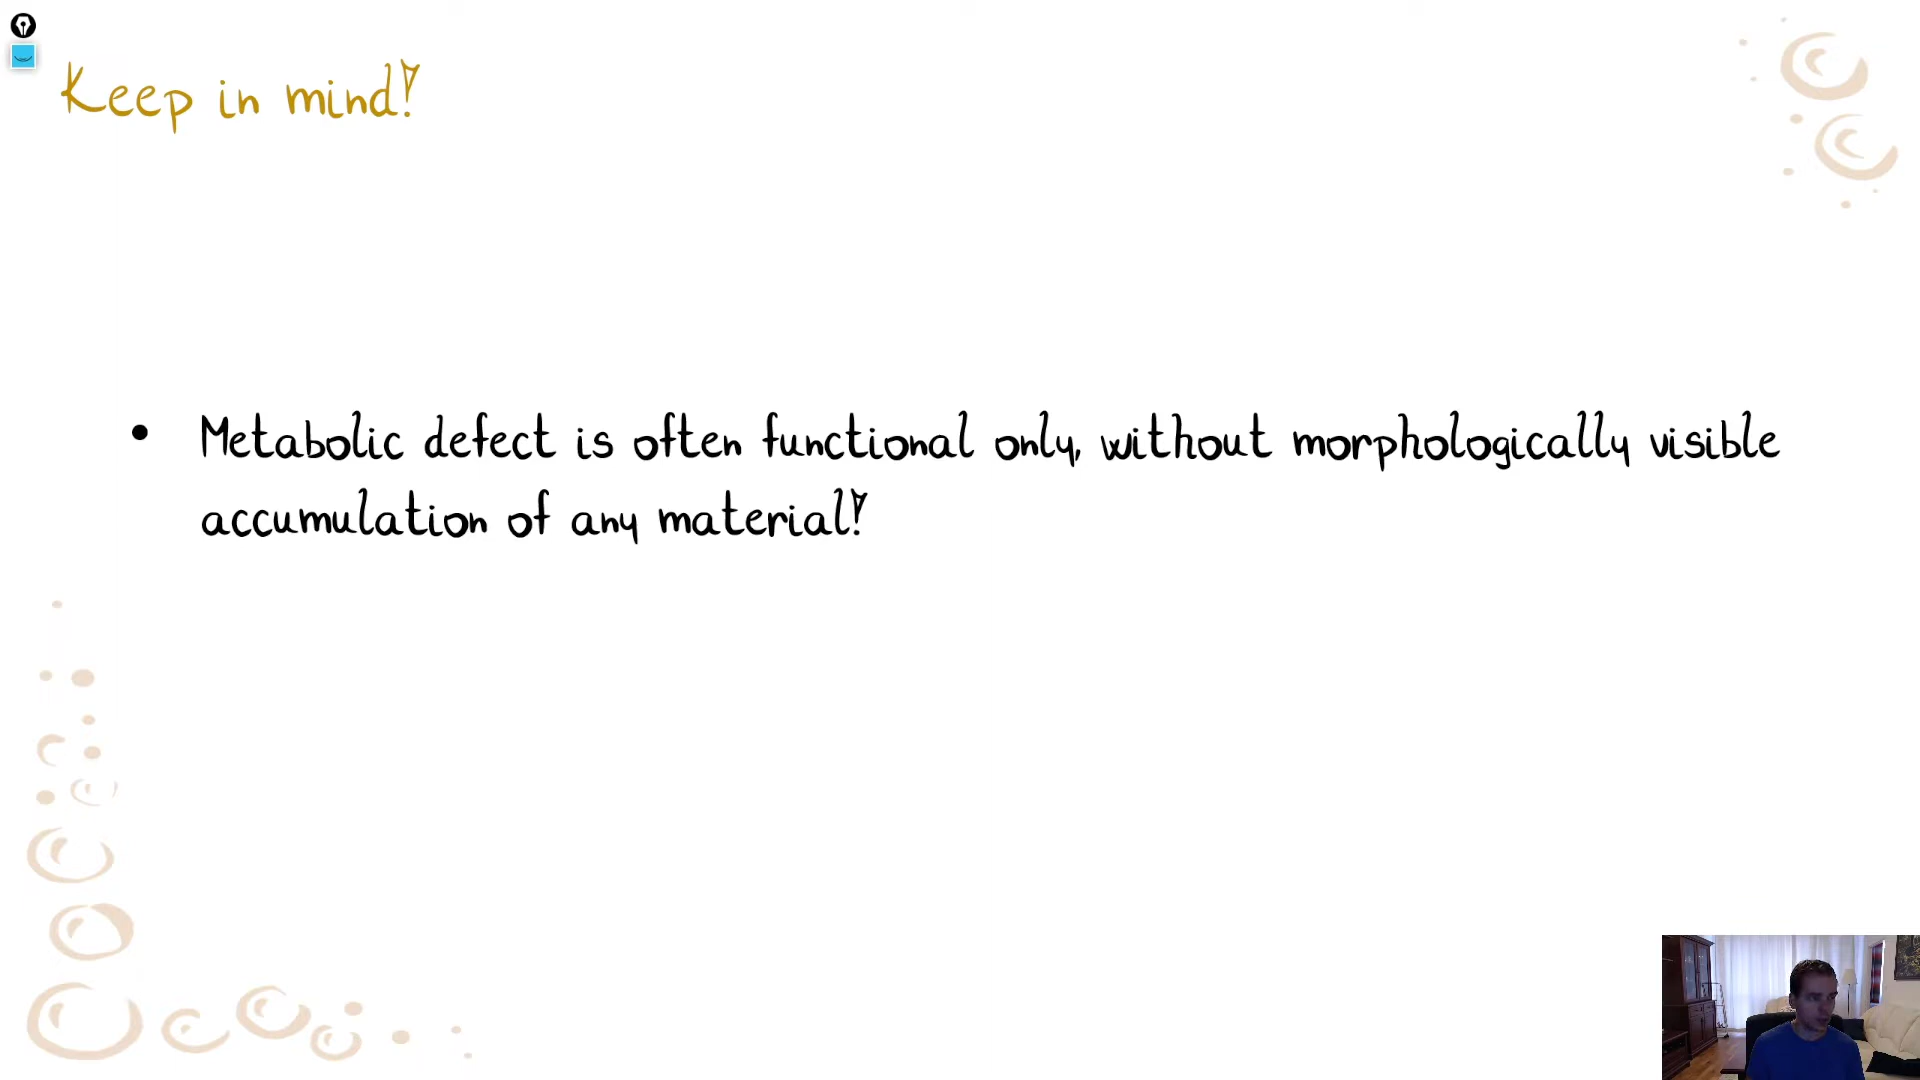 Keep in mind!
• Metabolic defect is often functional only, without morphologically visible
accumulation of any material!